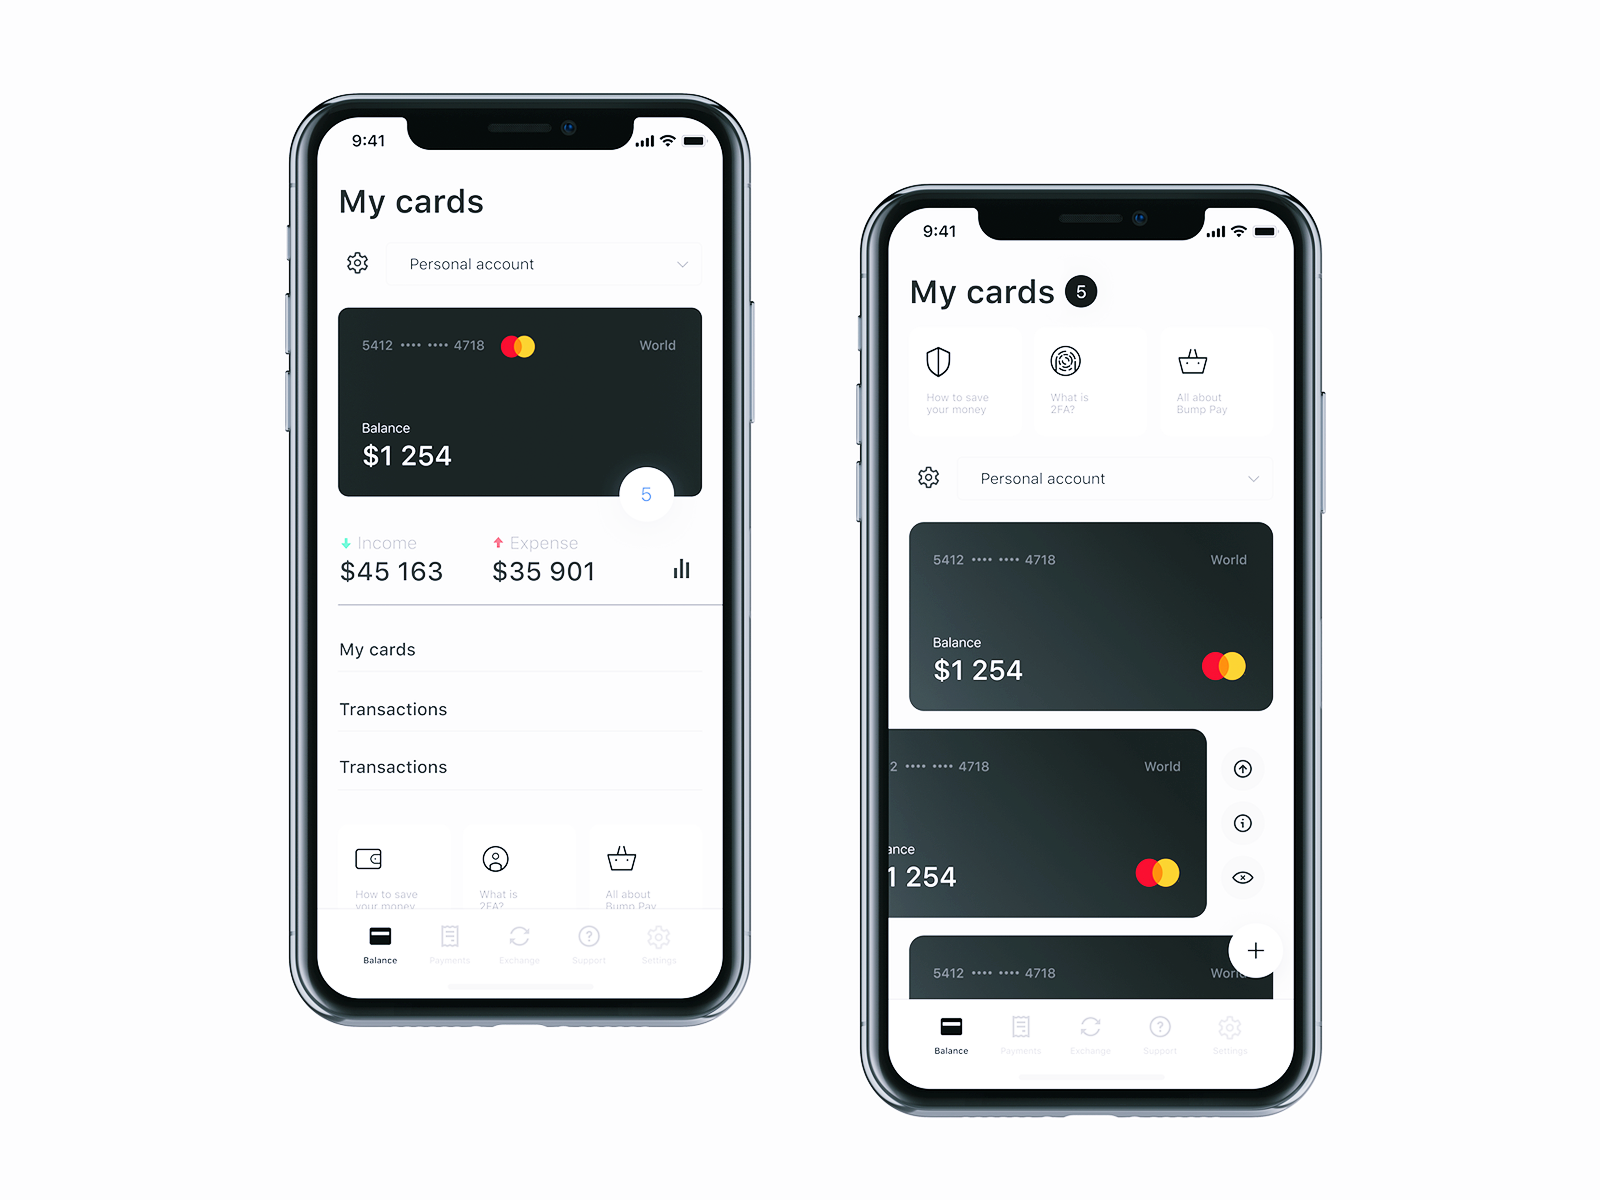 9:41
My cards
Personal account
5412 •••• •••• 4718 World
Balance
$1 254
5
Income Expense
$45 163 $35 901
My cards
Transactions
Transactions
How to save
your money
What is
2FA?
All about
Bump Pay
Balance Payments Exchange Support Settings
9:41
My cards 5
How to save
your money
What is
2FA?
All about
Bump Pay
Personal account
5412 •••• •••• 4718 World
Balance
$1 254
2 •••• •••• 4718 World
ance
1 254
5412 •••• •••• 4718 Worl
Balance Payments Exchange Support Settings